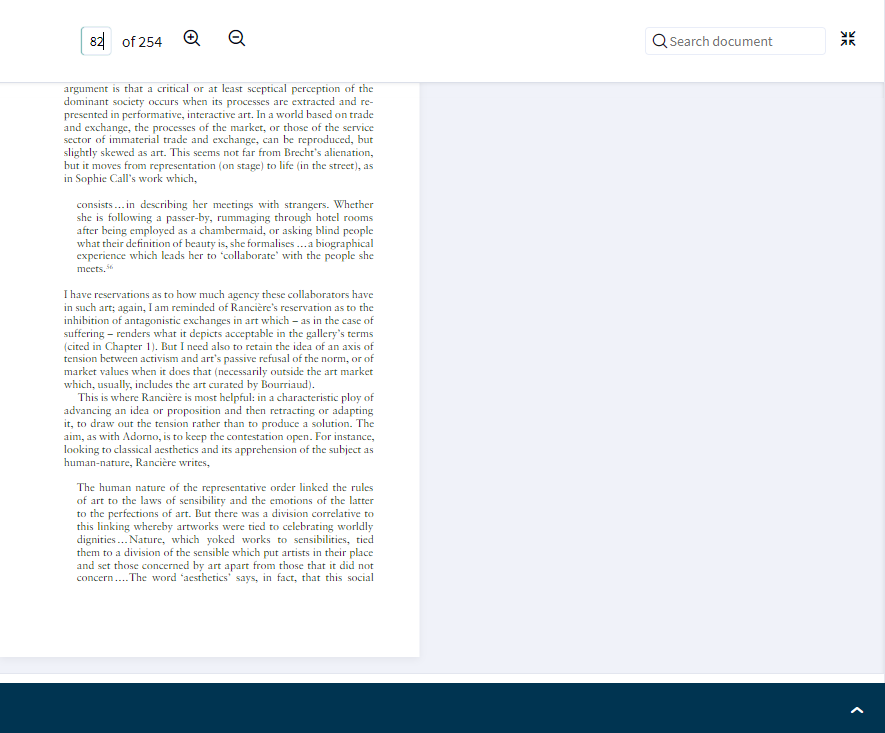 82 of 254 Search document
argument is that a critical or at least sceptical perception of the
dominant society occurs when its processes are extracted and re-
presented in performative, interactive art. In a world based on trade
and exchange, the processes of the market, or those of the service
sector of immaterial trade and exchange, can be reproduced, but
slightly skewed as art. This seems not far from Brecht's alienation,
but it moves from representation (on stage) to life (in the street), as
in Sophie Call's work which,
consists...in describing her meetings with strangers. Whether
she is following a passer-by, rummaging through hotel rooms
after being employed as a chambermaid, or asking blind people
what their definition of beauty is, she formalises ...a biographical
experience which leads her to 'collaborate' with the people she
meets.56
I have reservations as to how much agency these collaborators have
in such art; again, I am reminded of Rancière's reservation as to the
inhibition of antagonistic exchanges in art which – as in the case of
suffering – renders what it depicts acceptable in the gallery's terms
(cited in Chapter 1). But I need also to retain the idea of an axis of
tension between activism and art's passive refusal of the norm, or of
market values when it does that (necessarily outside the art market
which, usually, includes the art curated by Bourriaud).
This is where Rancière is most helpful: in a characteristic ploy of
advancing an idea or proposition and then retracting or adapting
it, to draw out the tension rather than to produce a solution. The
aim, as with Adorno, is to keep the contestation open. For instance,
looking to classical aesthetics and its apprehension of the subject as
human-nature, Rancière writes,
The human nature of the representative order linked the rules
of art to the laws of sensibility and the emotions of the latter
to the perfections of art. But there was a division correlative to
this linking whereby artworks were tied to celebrating worldly
dignities...Nature, which yoked works to sensibilities, tied
them to a division of the sensible which put artists in their place
and set those concerned by art apart from those that it did not
concern....The word 'aesthetics' says, in fact, that this social